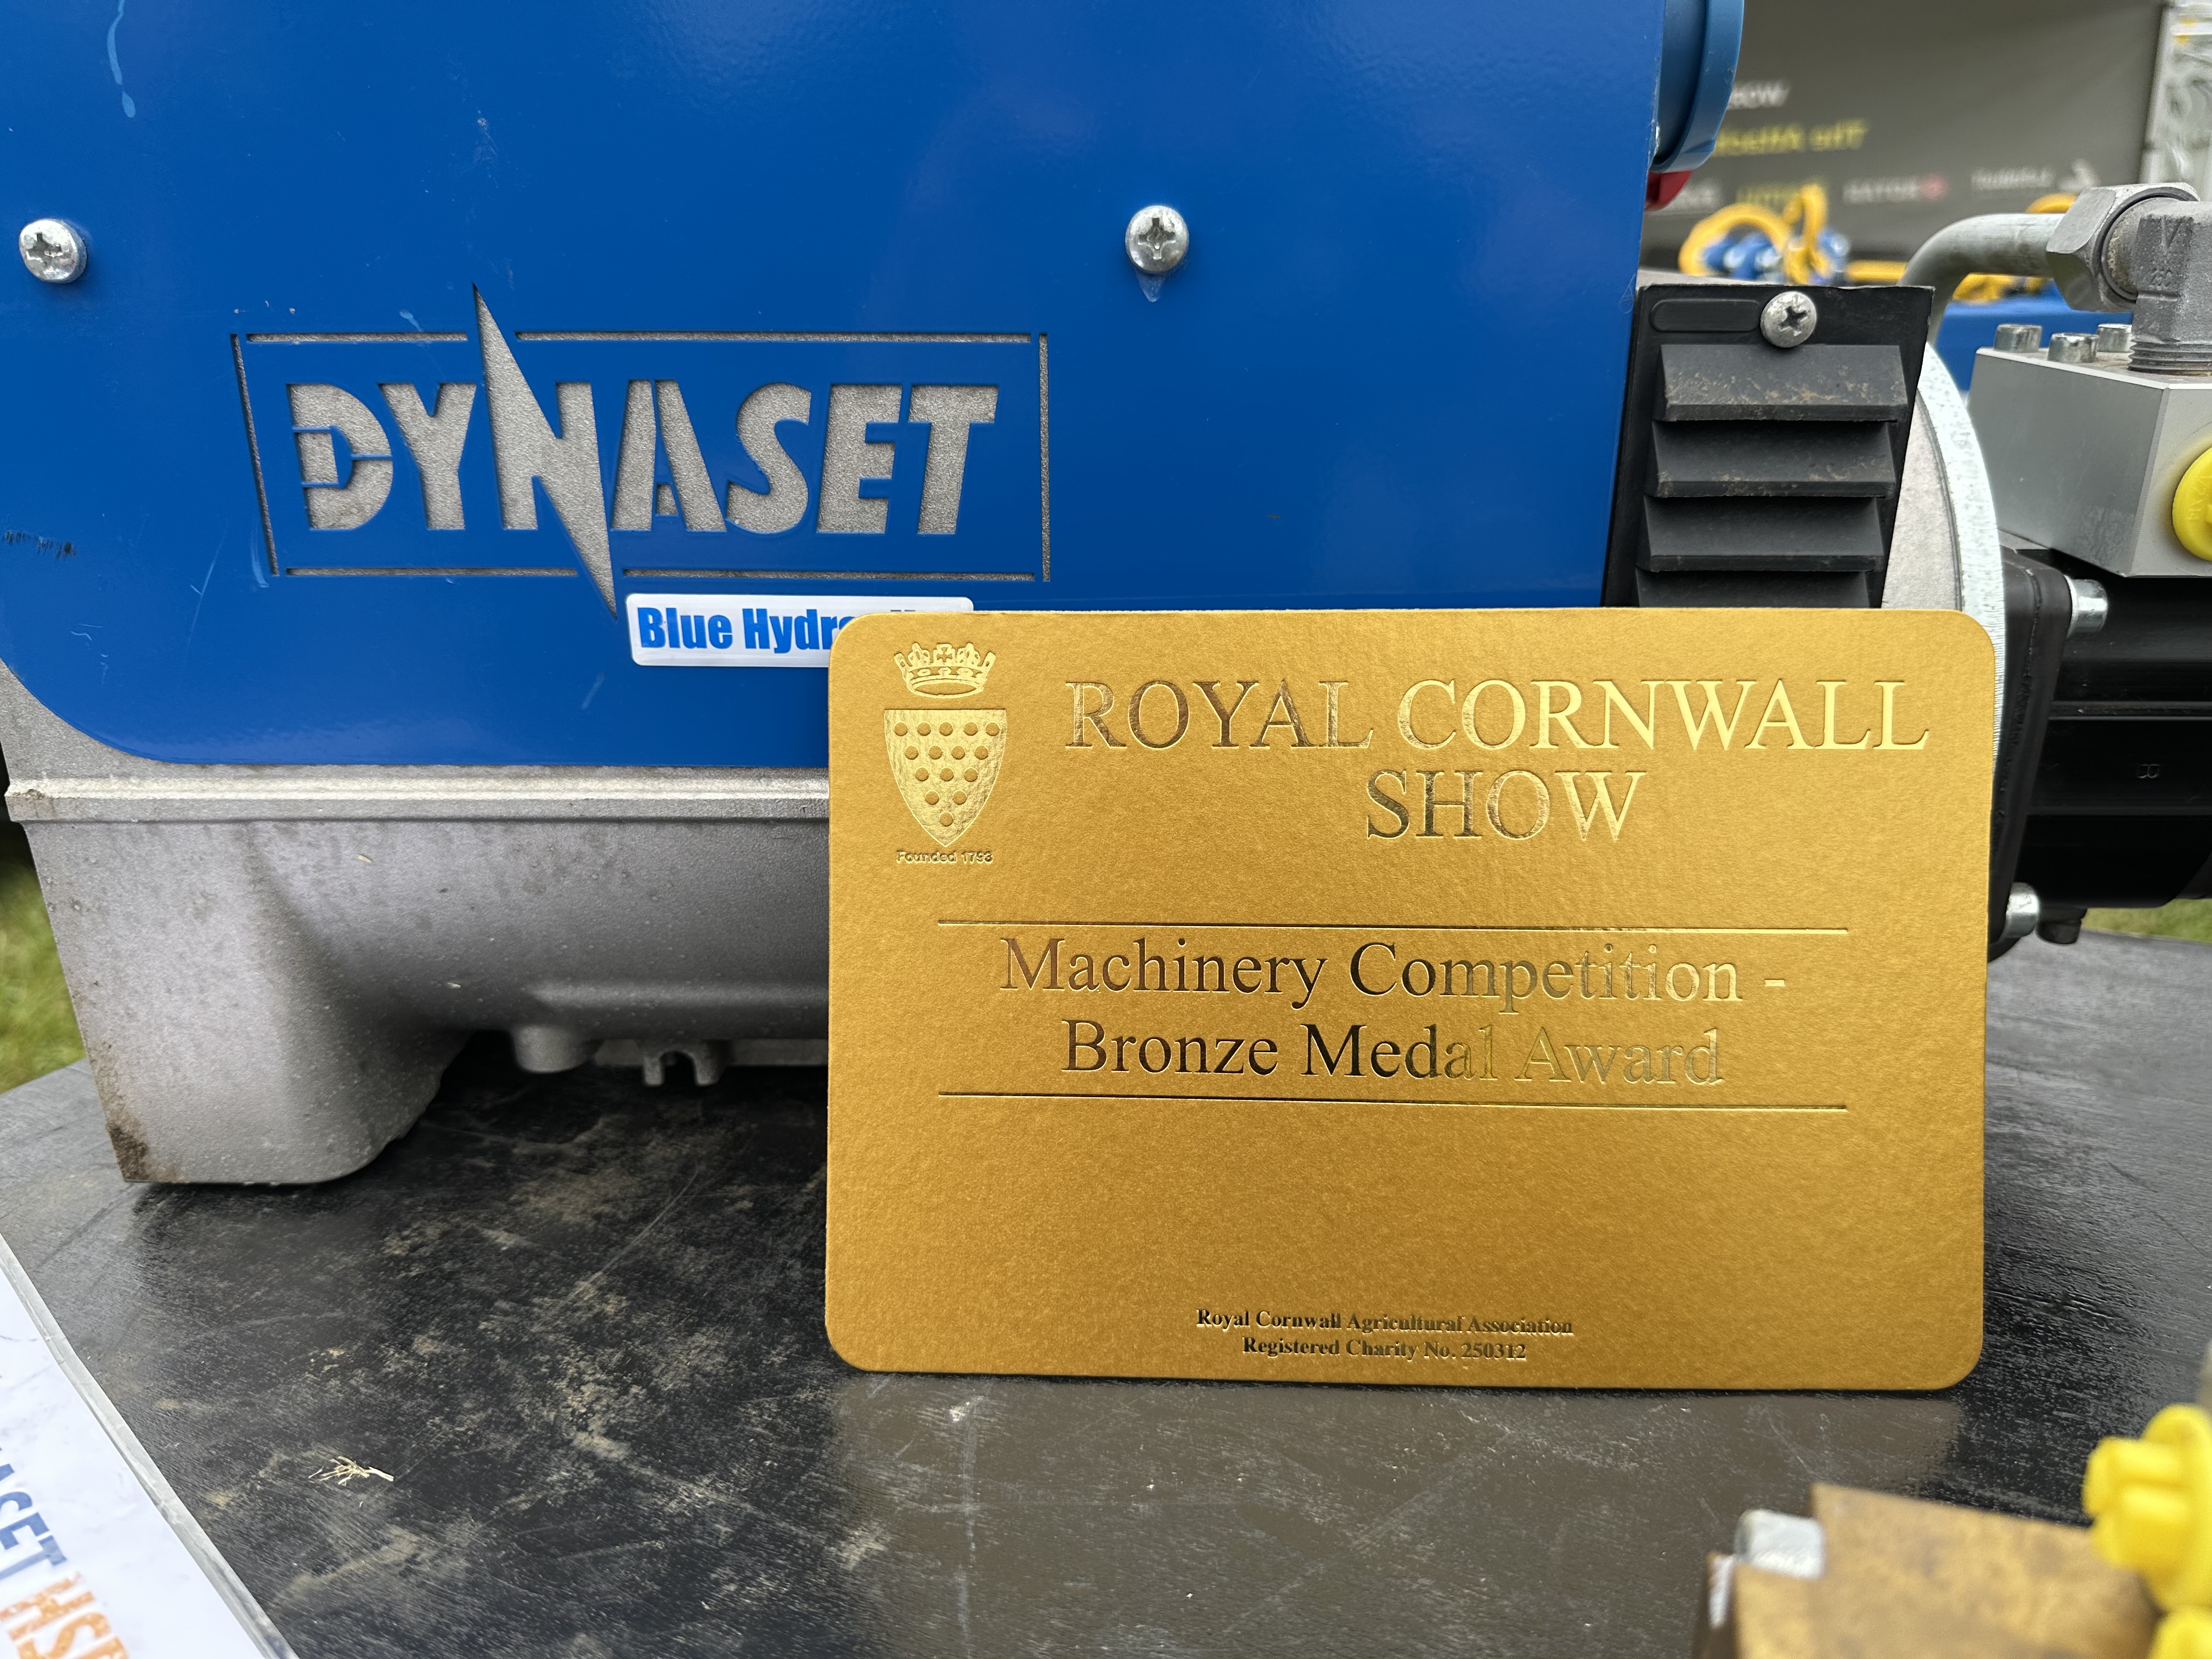 DYNASET
Blue Hydr
ROYAL CORNWALL
SHOW
Founded 1793
Machinery Competition -
Bronze Medal Award
Royal Cornwall Agricultural Association
Registered Charity No. 250312